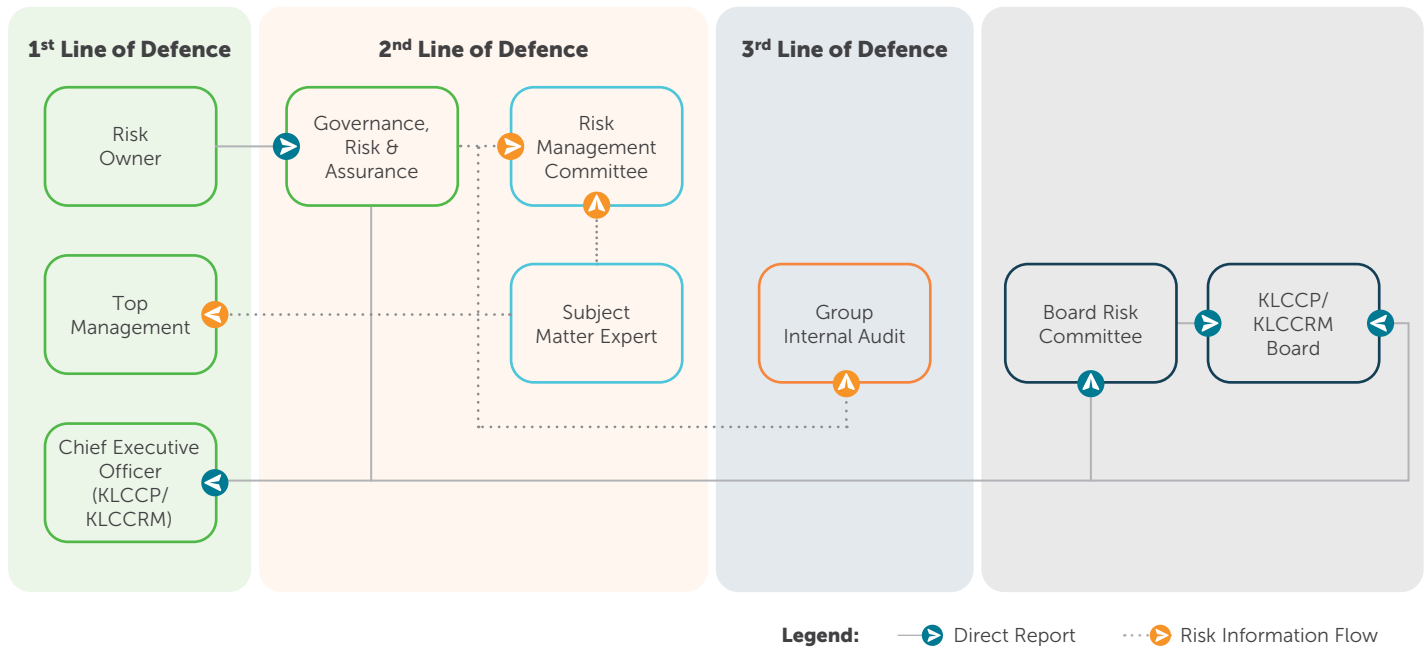 1st Line of Defence
2nd Line of Defence
3rd Line of Defence
Risk
Owner
Governance,
Risk &
Assurance
Risk
Management
Committee
Top
Management
Subject
Matter Expert
Group
Internal Audit
Board Risk
Committee
KLCCP/
KLCCRM
Board
Chief Executive
Officer
(KLCCP/
KLCCRM)
Legend:
Direct Report
Risk Information Flow